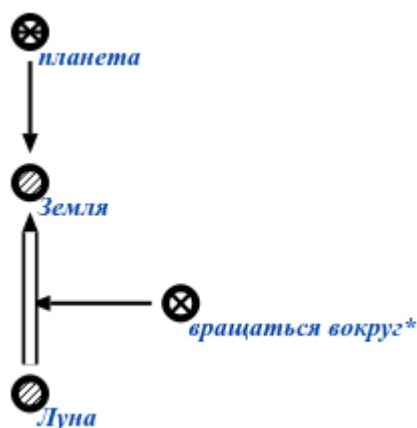 планета
Земля
вращаться вокруг*
Луна